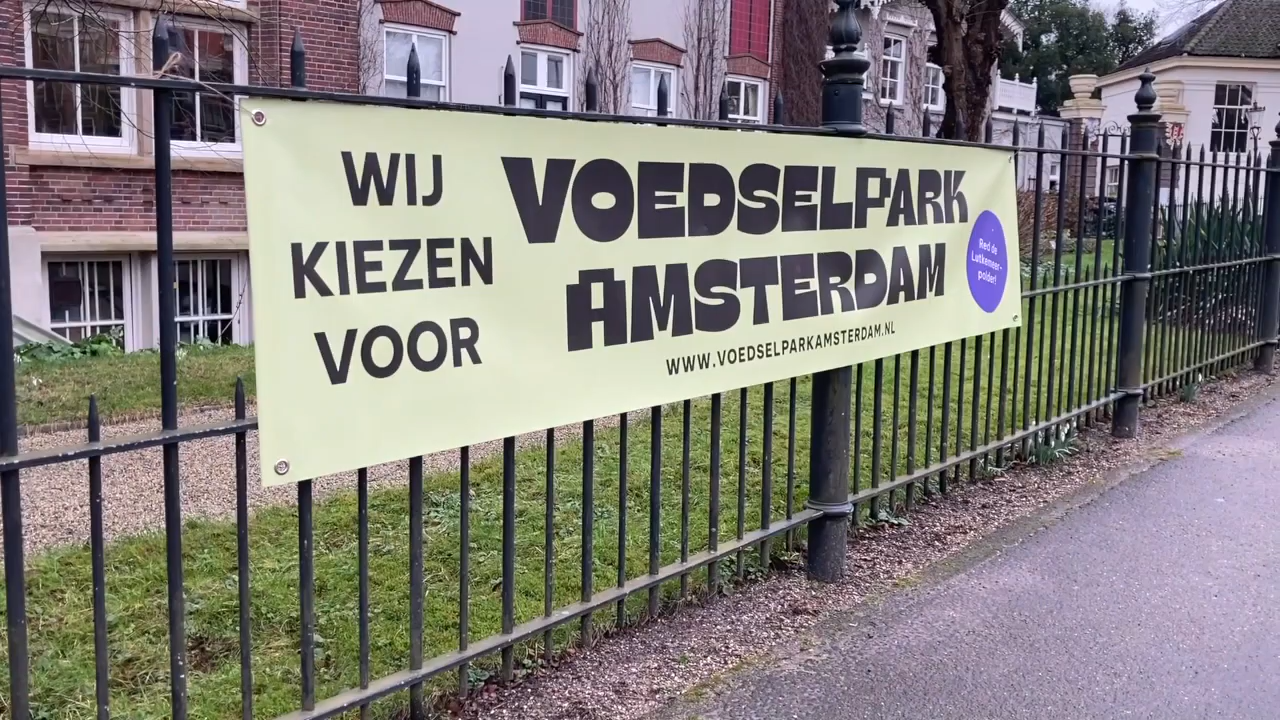 WIJ
KIEZEN
VOOR
VOEDSELPARK
AMSTERDAM
WWW.VOEDSELPARKAMSTERDAM.NL
Red de
Lutkemeer-
polder!